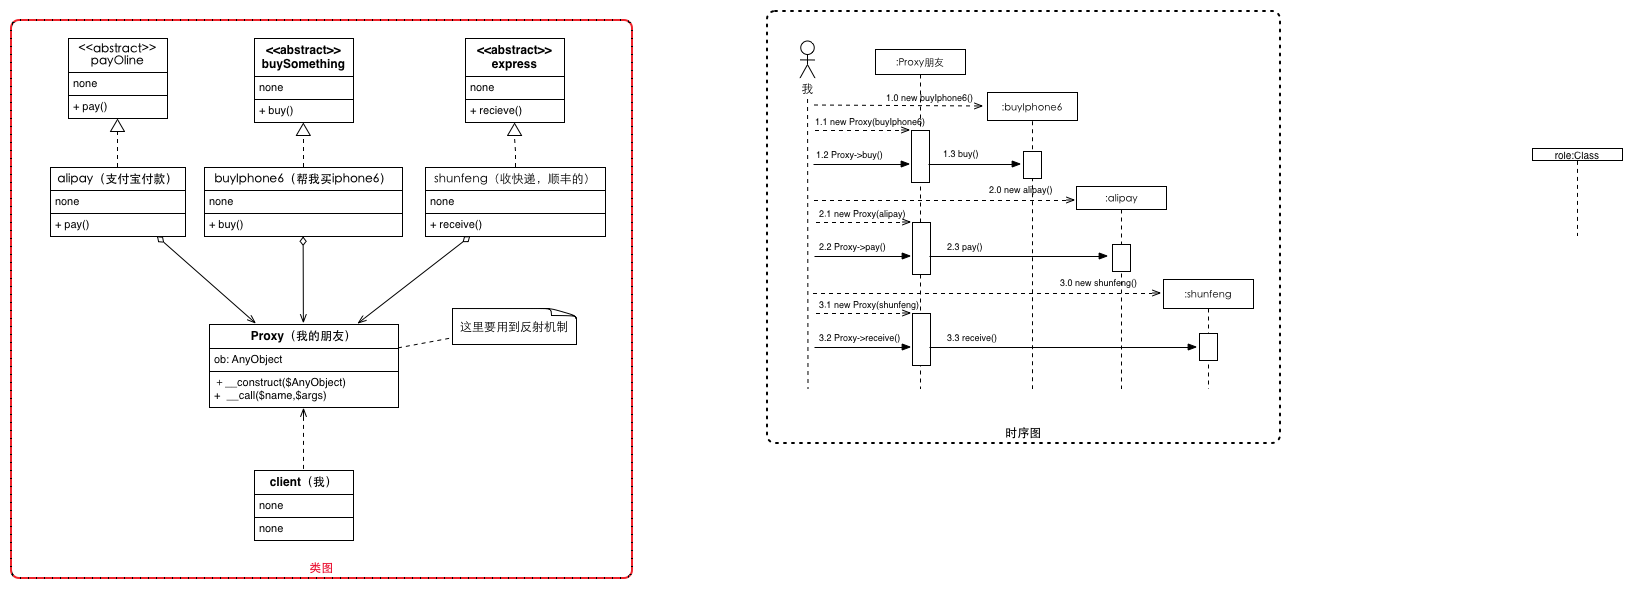 <<abstract>>
payOline
none
+ pay()
<<abstract>>
buySomething
none
+ buy()
<<abstract>>
express
none
+ recieve()
alipay（支付宝付款）
none
+ pay()
buyIphone6（帮我买iphone6）
none
+ buy()
shunfeng（收快递，顺丰的）
none
+ receive()
Proxy（我的朋友）
ob: AnyObject
+ __construct($AnyObject)
+ __call($name,$args)
这里要用到反射机制
client（我）
none
none
类图
我
:Proxy朋友
1.0 new buyIphone6()
:buyIphone6
1.1 new Proxy(buyIphone6)
1.2 Proxy->buy()
1.3 buy()
2.0 new alipay()
:alipay
2.1 new Proxy(alipay)
2.2 Proxy->pay()
2.3 pay()
3.0 new shunfeng()
:shunfeng
3.1 new Proxy(shunfeng)
3.2 Proxy->receive()
3.3 receive()
时序图
role:Class